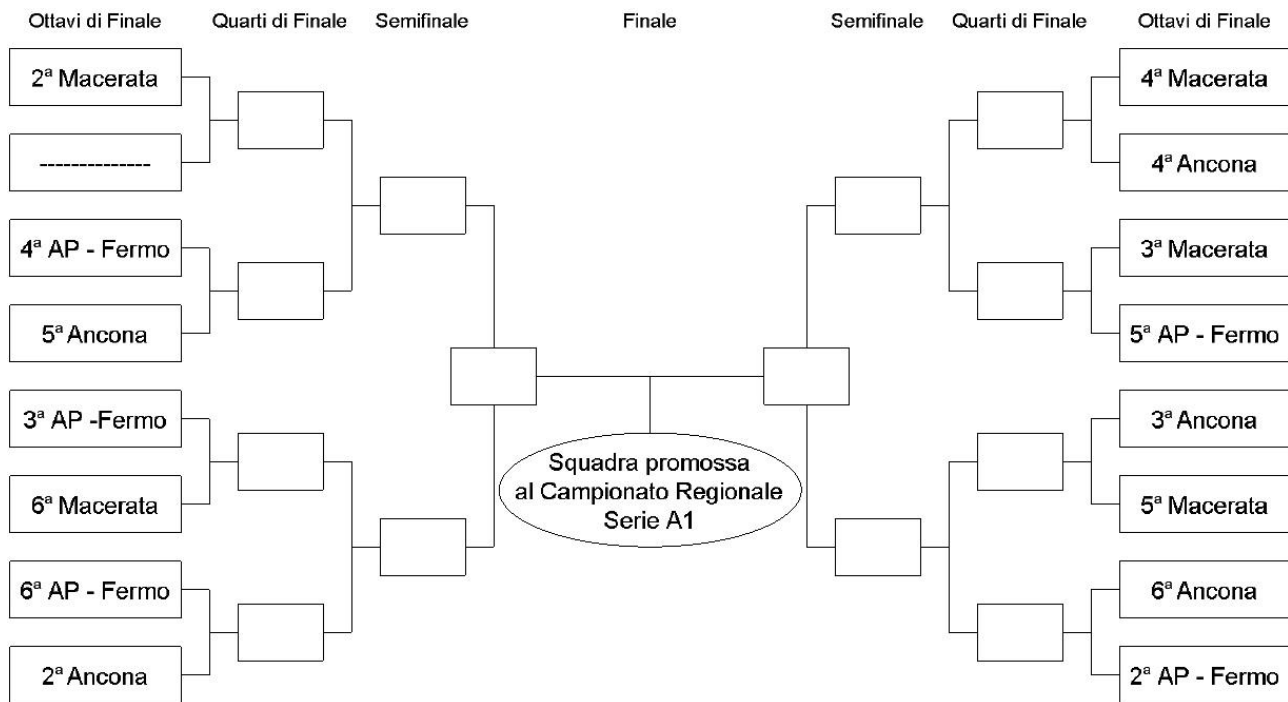 Ottavi di Finale Quarti di Finale Semifinale Finale Semifinale Quarti di Finale Ottavi di Finale
2ª Macerata
--------------
4ª AP - Fermo
5ª Ancona
3ª AP -Fermo
6ª Macerata
6ª AP - Fermo
2ª Ancona
Squadra promossa
al Campionato Regionale
Serie A1
4ª Macerata
4ª Ancona
3ª Macerata
5ª AP - Fermo
3ª Ancona
5ª Macerata
6ª Ancona
2ª AP - Fermo